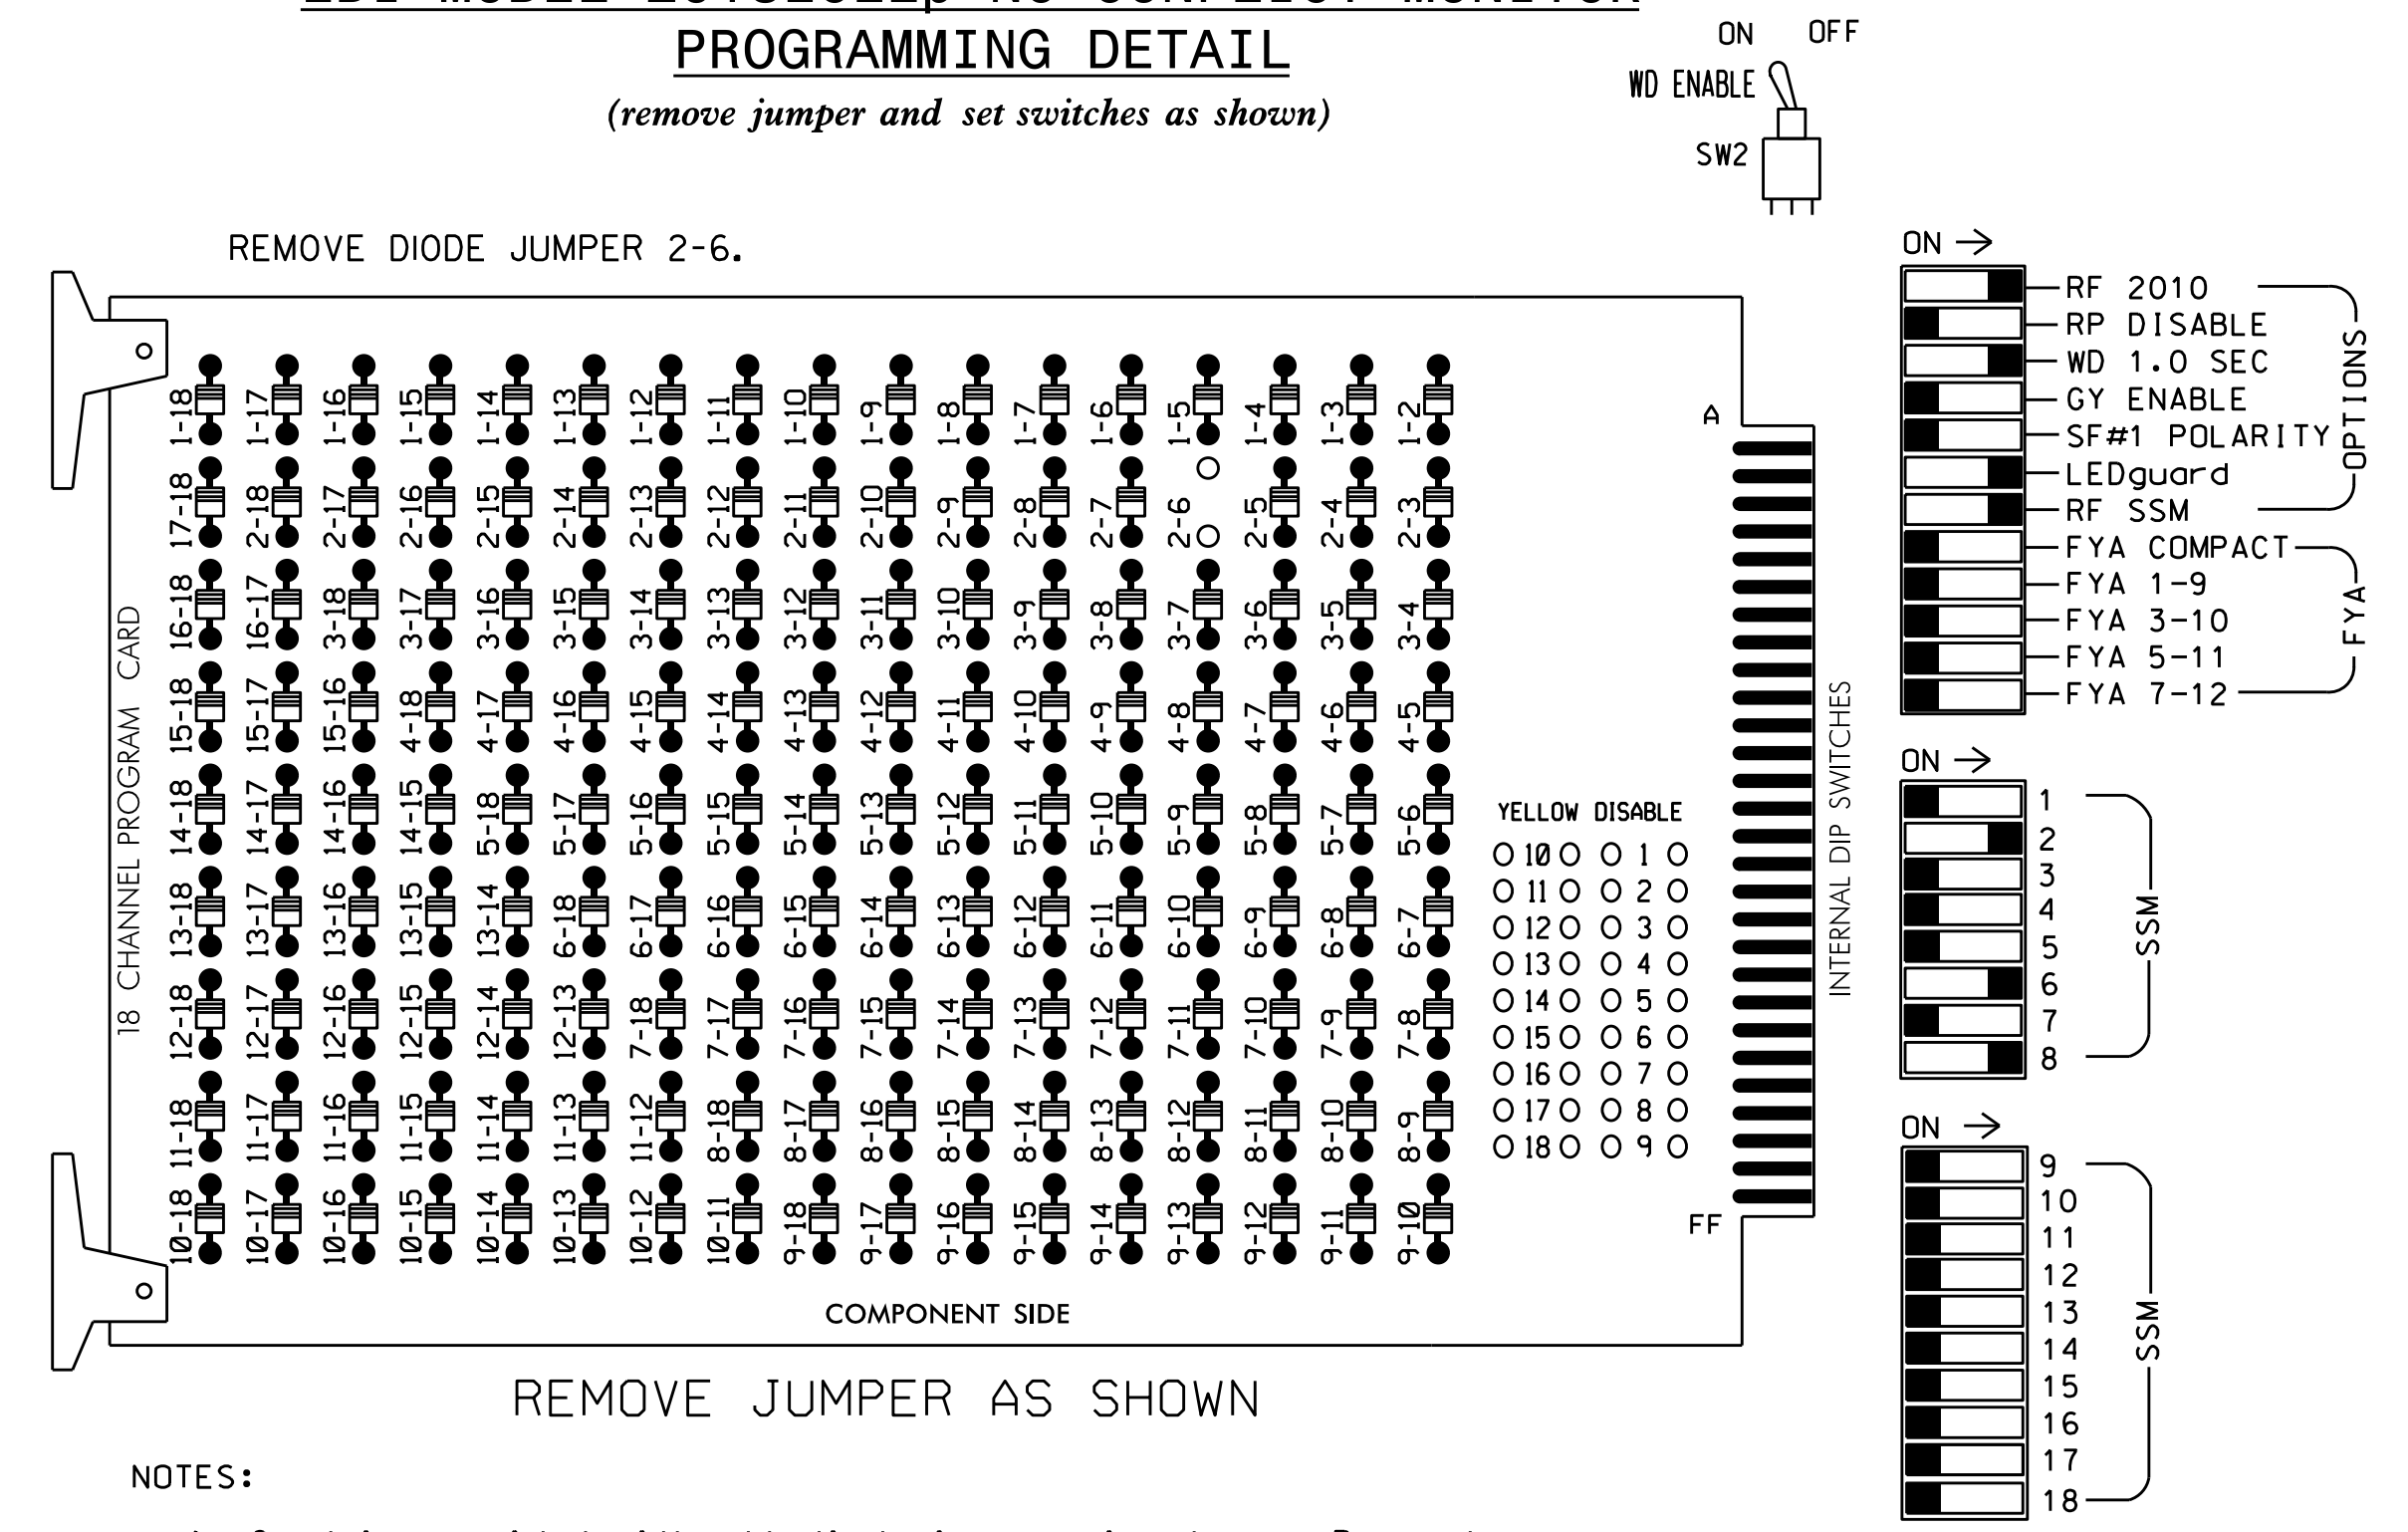 PROGRAMMING DETAIL
(remove jumper and set switches as shown)
ON OFF
WD ENABLE
SW2
REMOVE DIODE JUMPER 2-6.
18 CHANNEL PROGRAM CARD
1-18 1-17 1-16 1-15 1-14 1-13 1-12 1-11 1-10 1-9 1-8 1-7 1-6 1-5 1-4 1-3 1-2
17-18 2-18 2-17 2-16 2-15 2-14 2-13 2-12 2-11 2-10 2-9 2-8 2-7 2-6 2-5 2-4 2-3
16-18 16-17 3-18 3-17 3-16 3-15 3-14 3-13 3-12 3-11 3-10 3-9 3-8 3-7 3-6 3-5 3-4
15-18 15-17 15-16 4-18 4-17 4-16 4-15 4-14 4-13 4-12 4-11 4-10 4-9 4-8 4-7 4-6 4-5
14-18 14-17 14-16 14-15 5-18 5-17 5-16 5-15 5-14 5-13 5-12 5-11 5-10 5-9 5-8 5-7 5-6
13-18 13-17 13-16 13-15 13-14 6-18 6-17 6-16 6-15 6-14 6-13 6-12 6-11 6-10 6-9 6-8 6-7
12-18 12-17 12-16 12-15 12-14 12-13 7-18 7-17 7-16 7-15 7-14 7-13 7-12 7-11 7-10 7-9 7-8
11-18 11-17 11-16 11-15 11-14 11-13 11-12 8-18 8-17 8-16 8-15 8-14 8-13 8-12 8-11 8-10 8-9
10-18 10-17 10-16 10-15 10-14 10-13 10-12 10-11 9-18 9-17 9-16 9-15 9-14 9-13 9-12 9-11 9-10
A
YELLOW DISABLE
10 1
11 2
12 3
13 4
14 5
15 6
16 7
17 8
18 9
FF
COMPONENT SIDE
INTERNAL DIP SWITCHES
ON
RF 2010
RP DISABLE
WD 1.0 SEC
GY ENABLE
SF#1 POLARITY
LEDguard
RF SSM
OPTIONS
FYA COMPACT
FYA 1-9
FYA 3-10
FYA 5-11
FYA 7-12
FYA
ON
1
2
3
4
5
6
7
8
SSM
ON
9
10
11
12
13
14
15
16
17
18
SSM
REMOVE JUMPER AS SHOWN
NOTES: